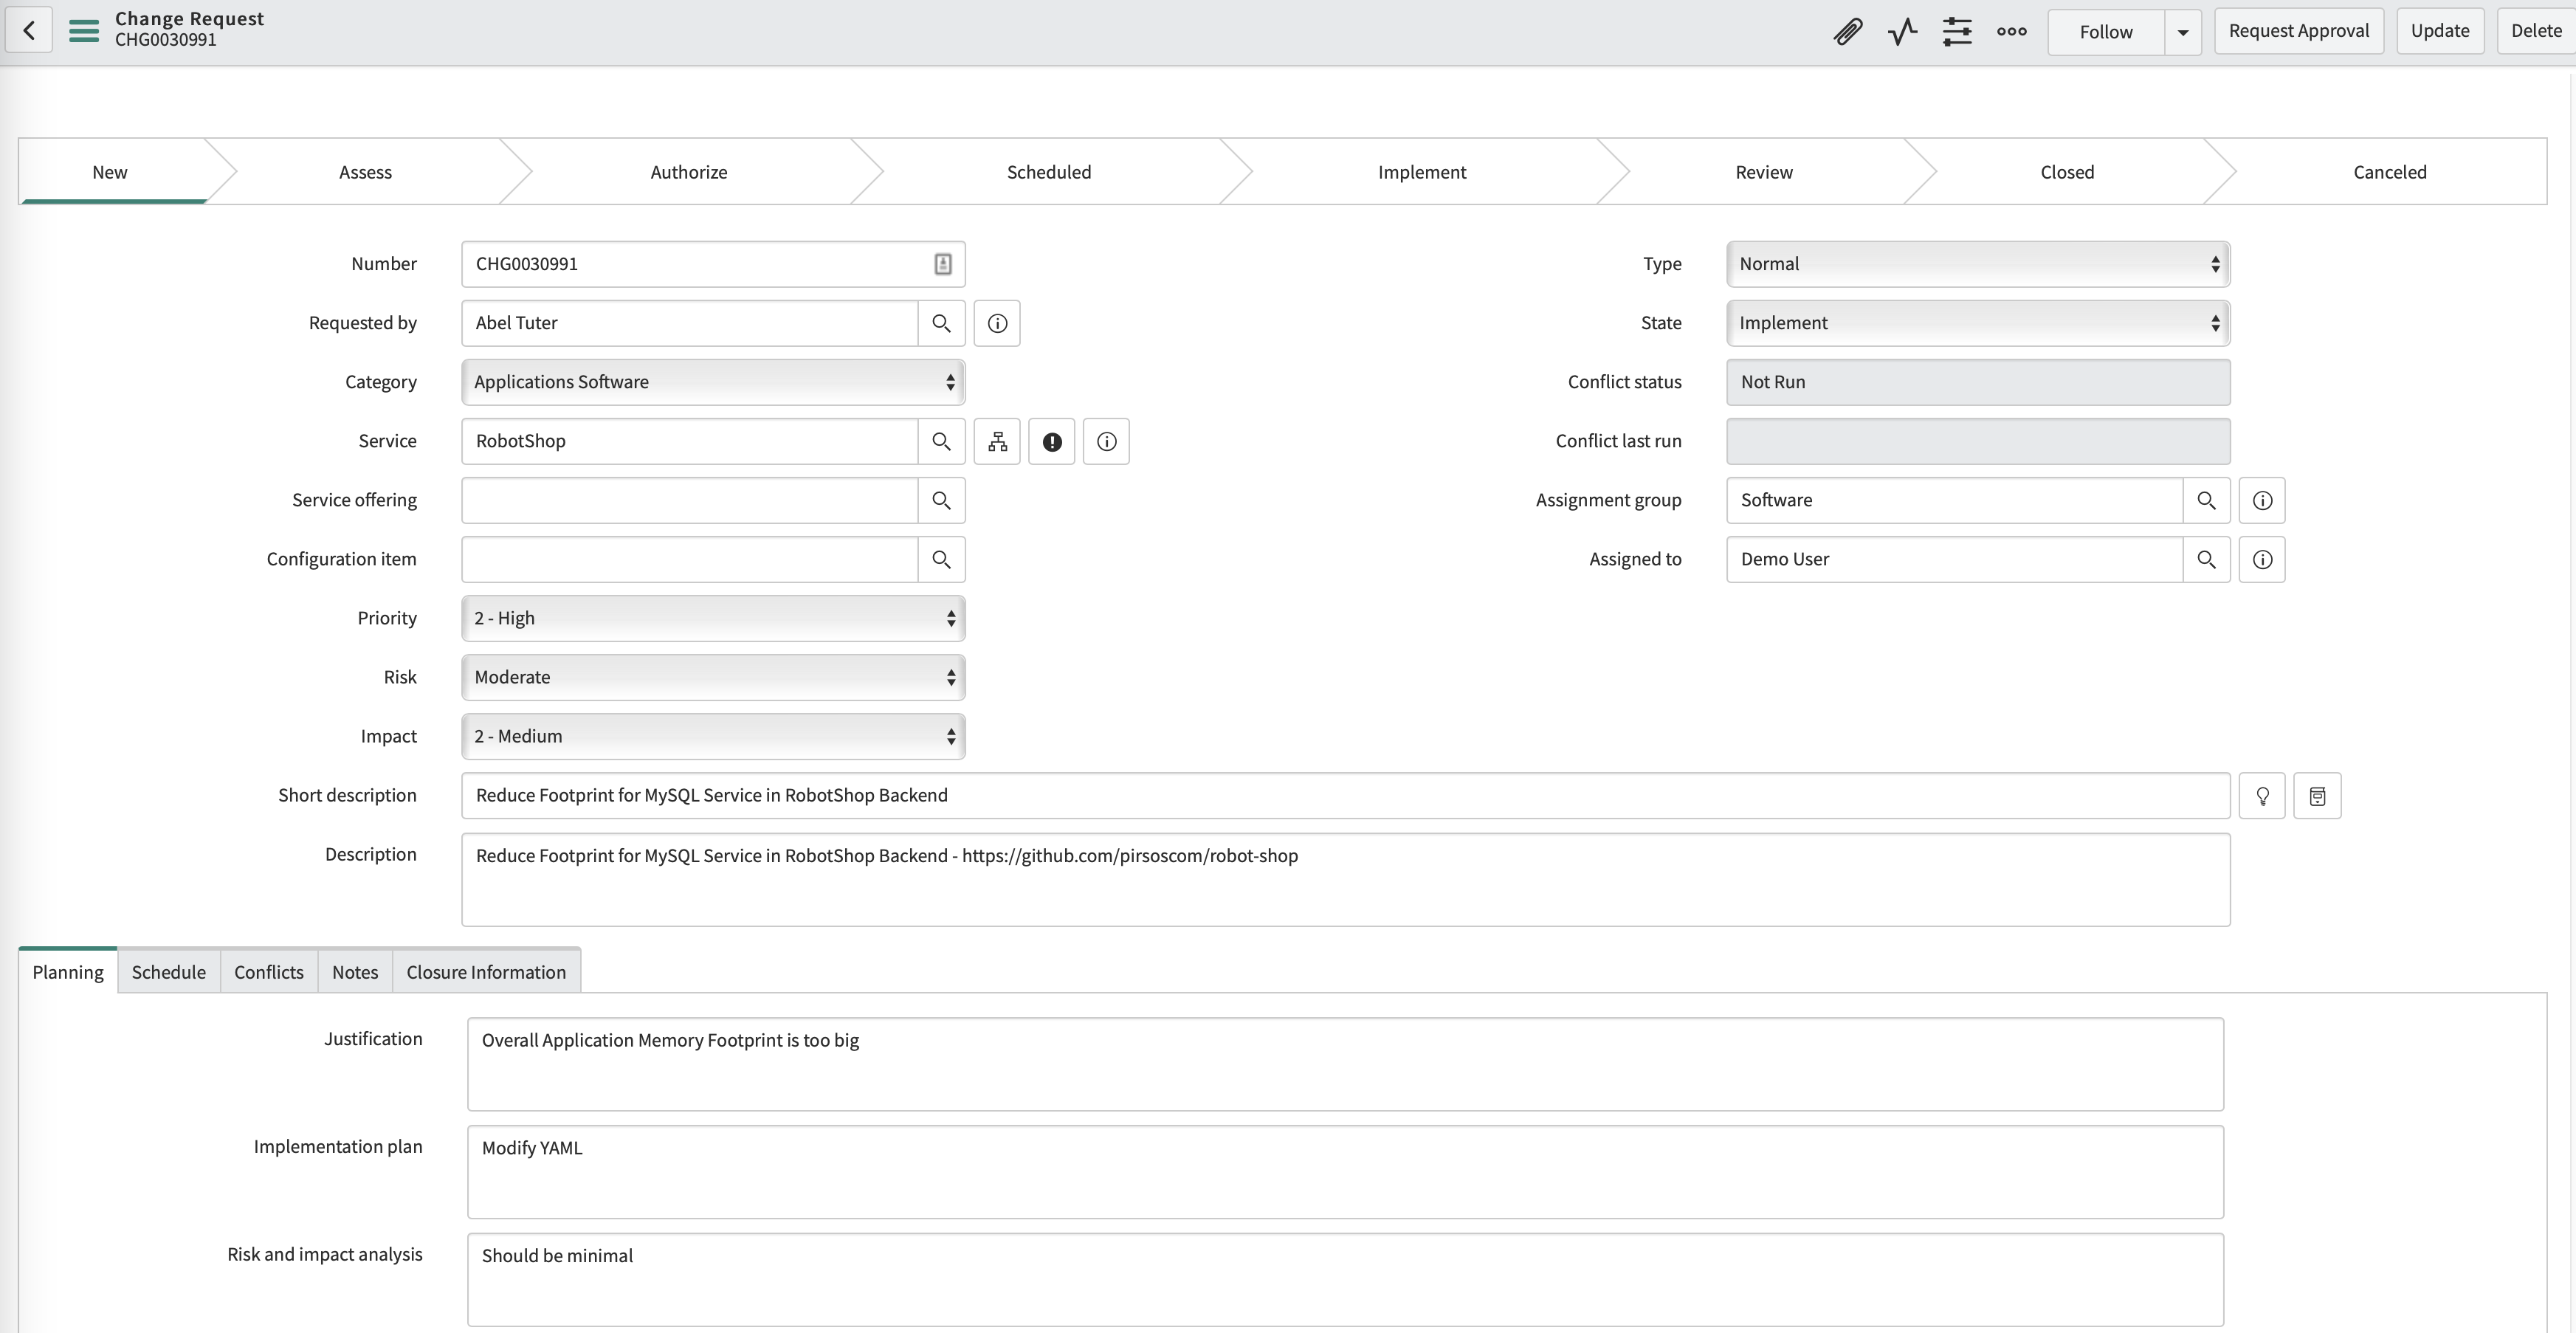 Change Request
CHG0030991
Follow
Request Approval
Update
Delete
New
Assess
Authorize
Scheduled
Implement
Review
Closed
Canceled
Number
CHG0030991
Type
Normal
Requested by
Abel Tuter
State
Implement
Category
Applications Software
Conflict status
Not Run
Service
RobotShop
Conflict last run
Service offering
Assignment group
Software
Configuration item
Assigned to
Demo User
Priority
2 - High
Risk
Moderate
Impact
2 - Medium
Short description
Reduce Footprint for MySQL Service in RobotShop Backend
Description
Reduce Footprint for MySQL Service in RobotShop Backend - https://github.com/pirsoscom/robot-shop
Planning
Schedule
Conflicts
Notes
Closure Information
Justification
Overall Application Memory Footprint is too big
Implementation plan
Modify YAML
Risk and impact analysis
Should be minimal